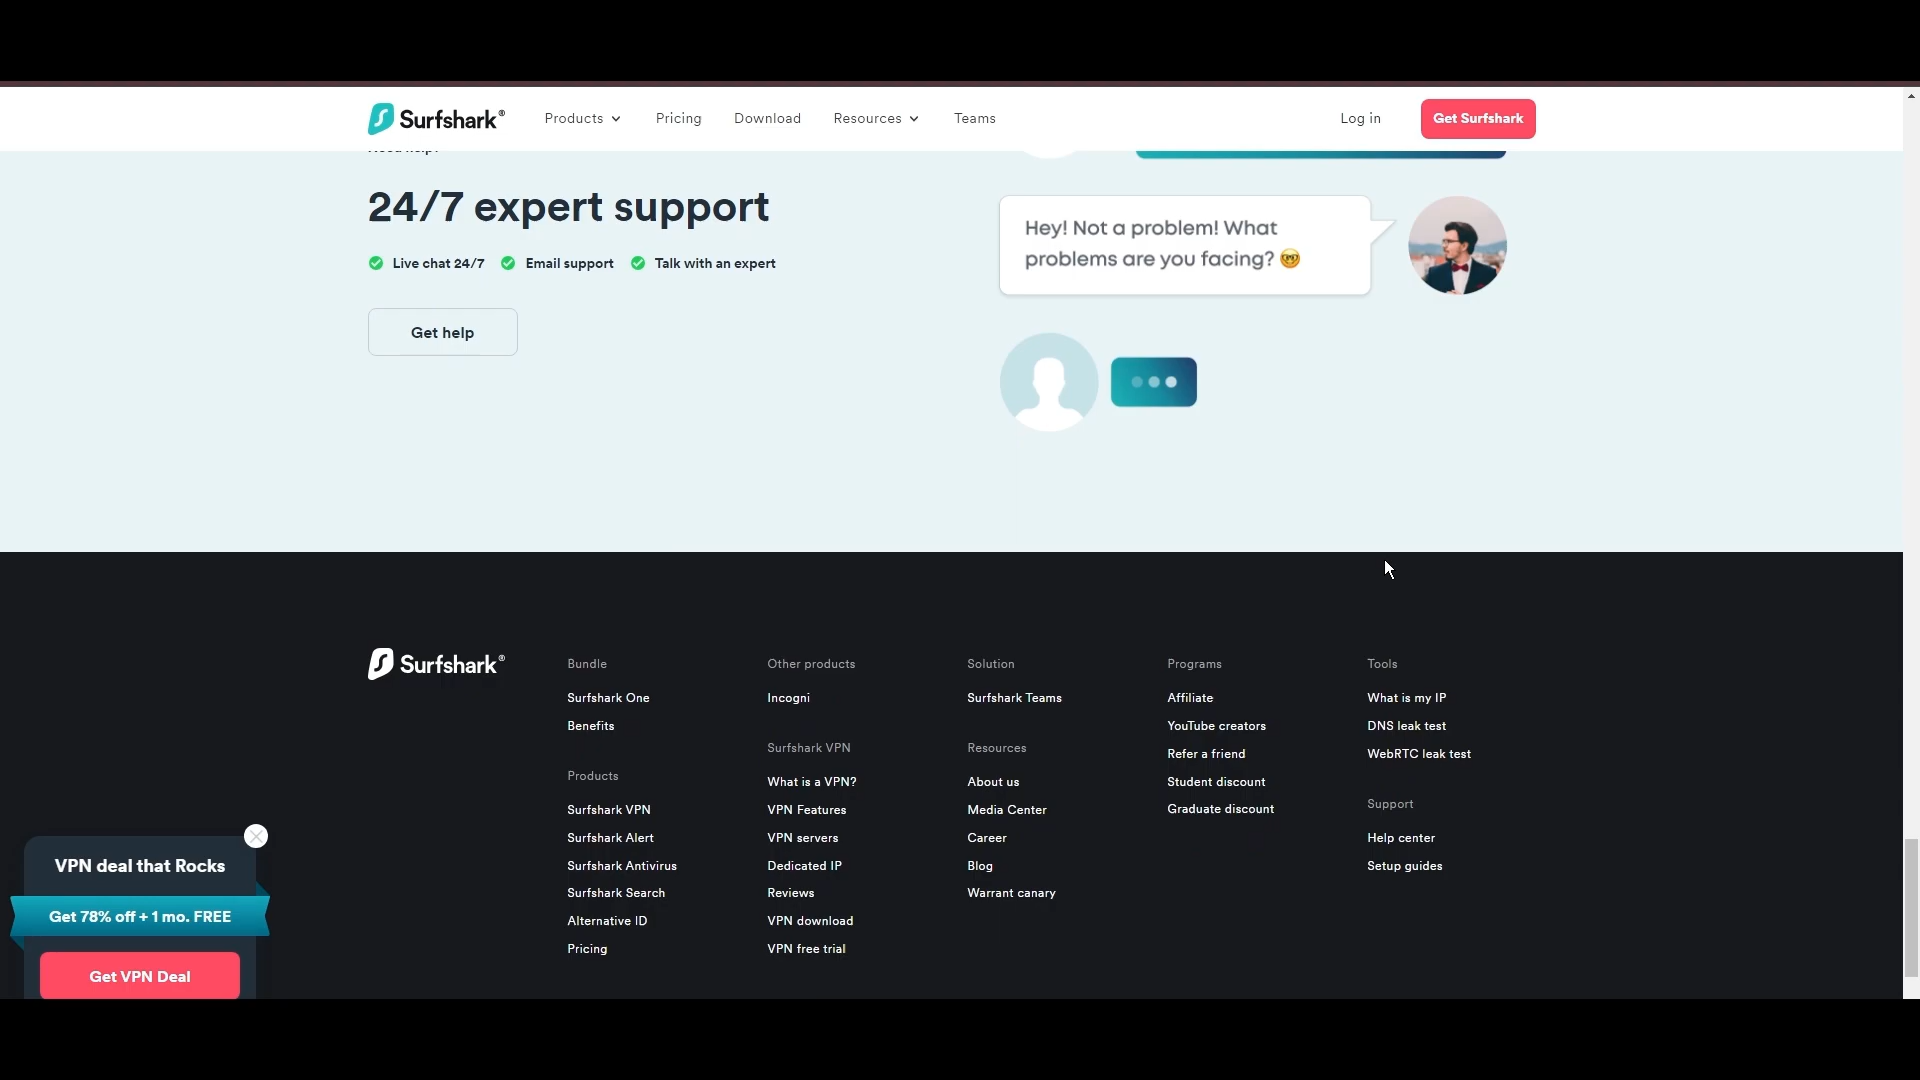 Surfshark®
Products
Pricing
Download
Resources
Teams
Log in
Get Surfshark
24/7 expert support
Live chat 24/7
Email support
Talk with an expert
Get help
Hey! Not a problem! What
problems are you facing? 🤓
Surfshark®
Bundle
Surfshark One
Benefits
Products
Surfshark VPN
Surfshark Alert
Surfshark Antivirus
Surfshark Search
Alternative ID
Pricing
Other products
Incogni
Surfshark VPN
What is a VPN?
VPN Features
VPN servers
Dedicated IP
Reviews
VPN download
VPN free trial
Solution
Surfshark Teams
Resources
About us
Media Center
Career
Blog
Warrant canary
Programs
Affiliate
YouTube creators
Refer a friend
Student discount
Graduate discount
Tools
What is my IP
DNS leak test
WebRTC leak test
Support
Help center
Setup guides
VPN deal that Rocks
Get 78% off + 1 mo. FREE
Get VPN Deal